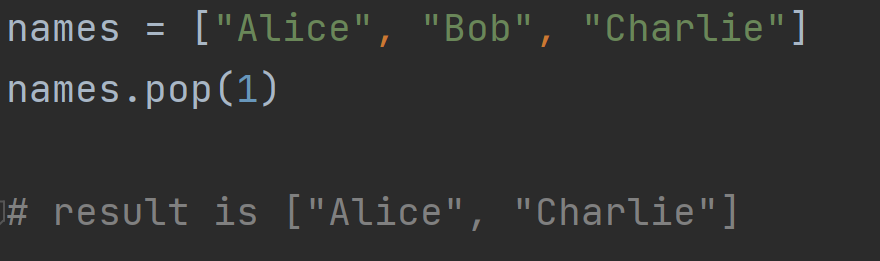 names = ["Alice", "Bob", "Charlie"]
names.pop(1)
# result is ["Alice", "Charlie"]